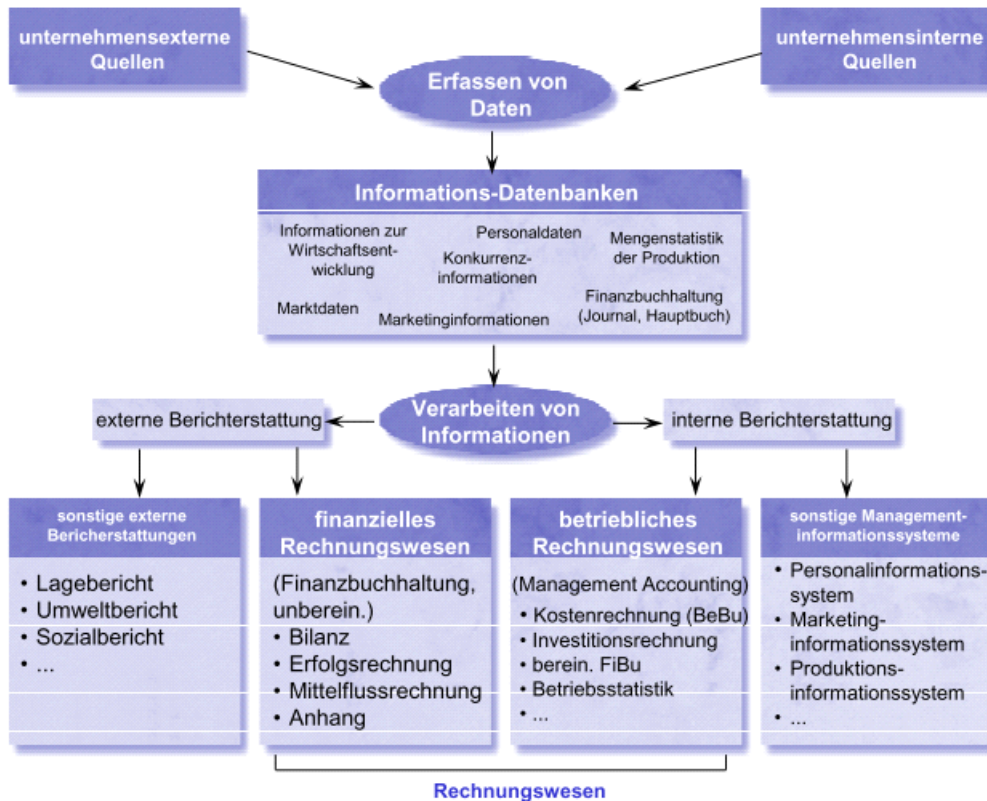 unternehmensexterne
Quellen
unternehmensinterne
Quellen
Erfassen von
Daten
Informations-Datenbanken
Informationen zur
Wirtschaftsent-
wicklung
Personaldaten
Konkurrenz-
informationen
Mengenstatistik
der Produktion
Marktdaten
Marketinginformationen
Finanzbuchhaltung
(Journal, Hauptbuch)
externe Berichterstattung
Verarbeiten von
Informationen
interne Berichterstattung
sonstige externe
Bericherstattungen
• Lagebericht
• Umweltbericht
• Sozialbericht
• ...
finanzielles
Rechnungswesen
(Finanzbuchhaltung,
unberein.)
• Bilanz
• Erfolgsrechnung
• Mittelflussrechnung
• Anhang
betriebliches
Rechnungswesen
(Management Accounting)
• Kostenrechnung (BeBu)
• Investitionsrechnung
• berein. FiBu
• Betriebsstatistik
• ...
sonstige Management-
informationssysteme
• Personalinformations-
system
• Marketing-
informationssystem
• Produktions-
informationssystem
• ...
Rechnungswesen